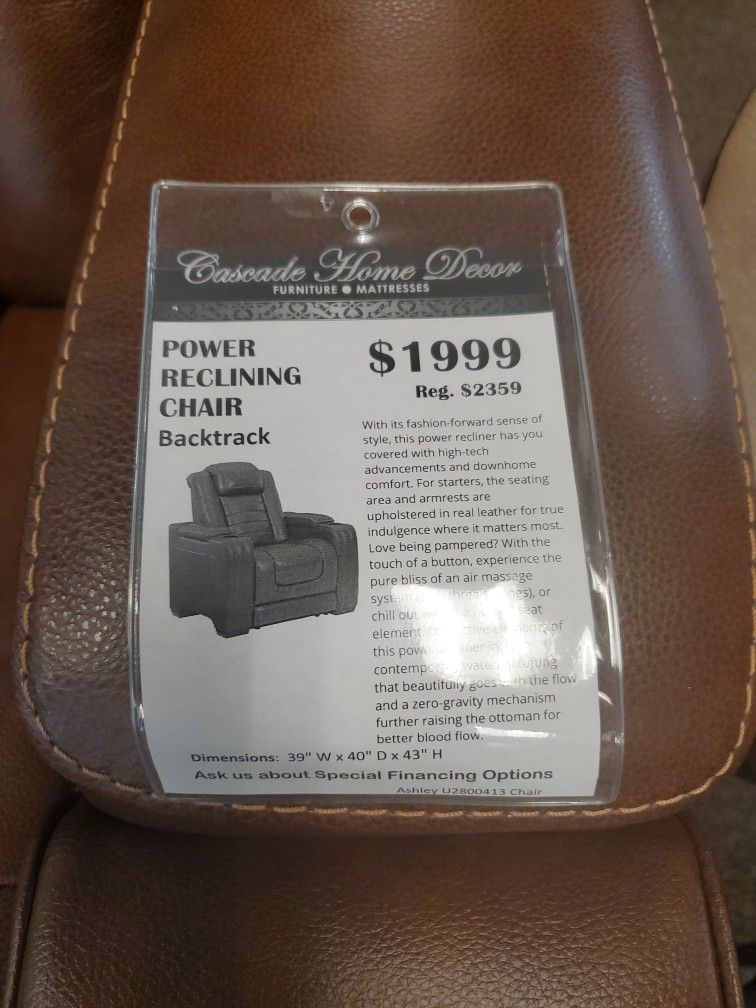 Cascade Home Decor
FURNITURE ● MATTRESSES
POWER
RECLINING
CHAIR
Backtrack
$1999
Reg. $2359
With its fashion-forward sense of
style, this power recliner has you
covered with high-tech
advancements and downhome
comfort. For starters, the seating
area and armrests are
upholstered in real leather for true
indulgence where it matters most.
Love being pampered? With the
touch of a button, experience the
pure bliss of an air massage
or
chill out seat
of
this
that beautifully goes with the flow
and a zero-gravity mechanism
further raising the ottoman for
better blood flow.
Dimensions: 39" W x 40" D x 43" H
Ask us about Special Financing Options
Ashley U2800413 Chair